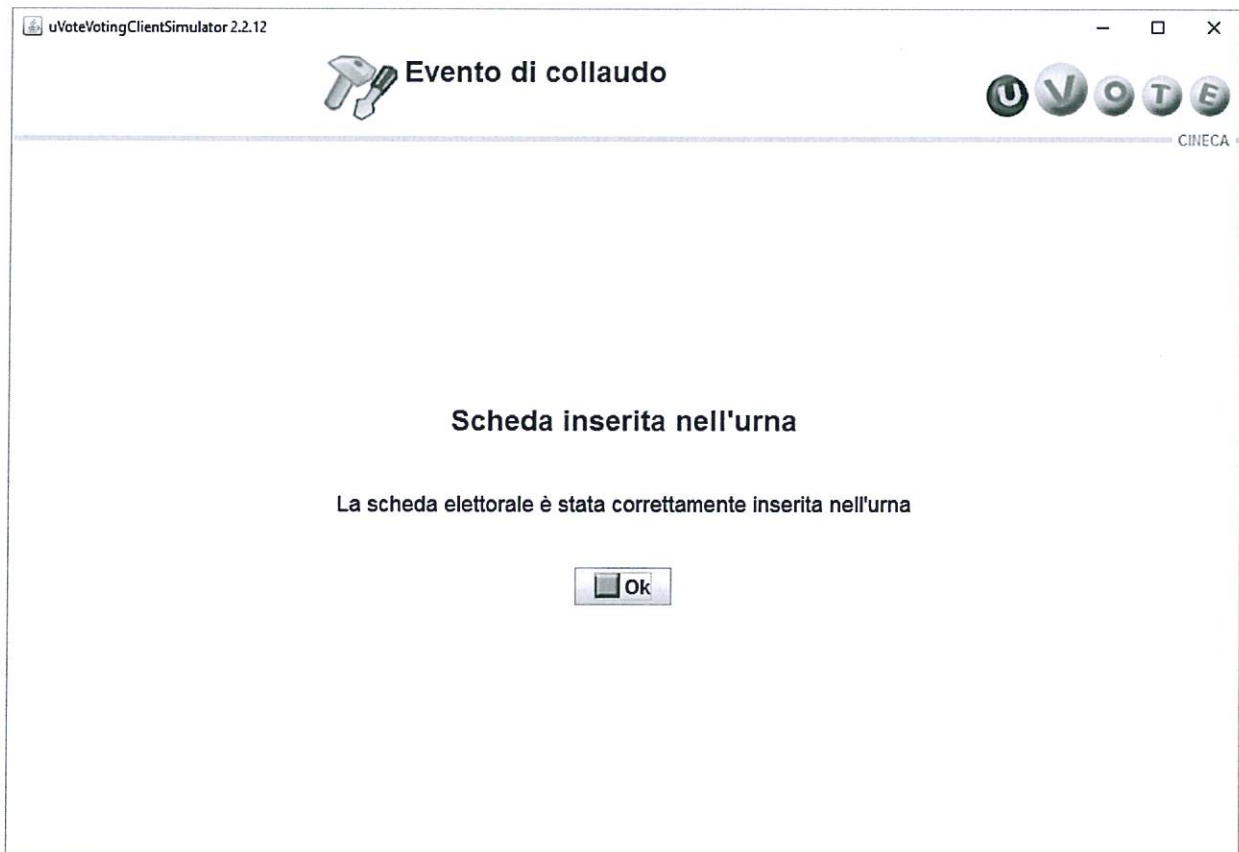 uVoteVotingClientSimulator 2.2.12
Evento di collaudo
U VOTE
CINECA
Scheda inserita nell'urna
La scheda elettorale è stata correttamente inserita nell'urna
Ok